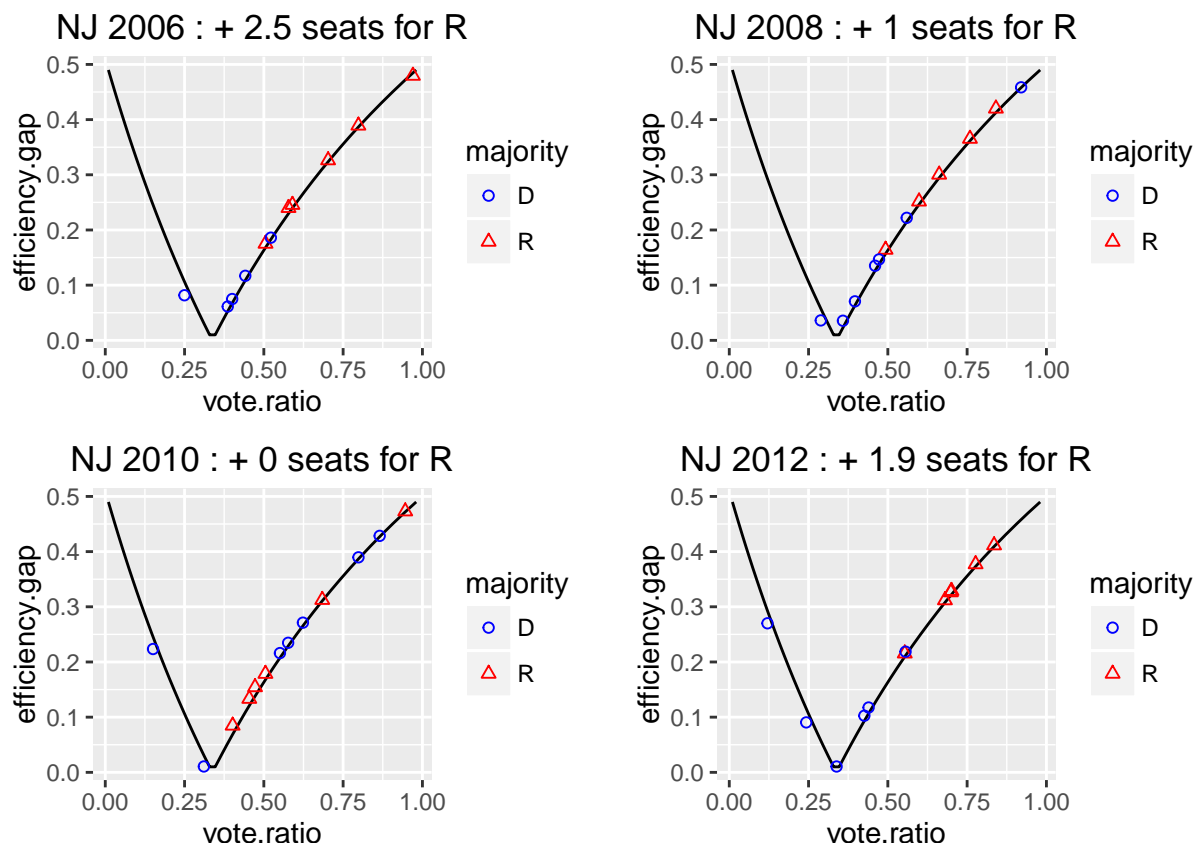 NJ 2006 : + 2.5 seats for R
efficiency.gap
0.5
0.4
0.3
0.2
0.1
0.0
0.00 0.25 0.50 0.75 1.00
vote.ratio
majority
D
R
NJ 2008 : + 1 seats for R
efficiency.gap
0.5
0.4
0.3
0.2
0.1
0.0
0.00 0.25 0.50 0.75 1.00
vote.ratio
majority
D
R
NJ 2010 : + 0 seats for R
efficiency.gap
0.5
0.4
0.3
0.2
0.1
0.0
0.00 0.25 0.50 0.75 1.00
vote.ratio
majority
D
R
NJ 2012 : + 1.9 seats for R
efficiency.gap
0.5
0.4
0.3
0.2
0.1
0.0
0.00 0.25 0.50 0.75 1.00
vote.ratio
majority
D
R